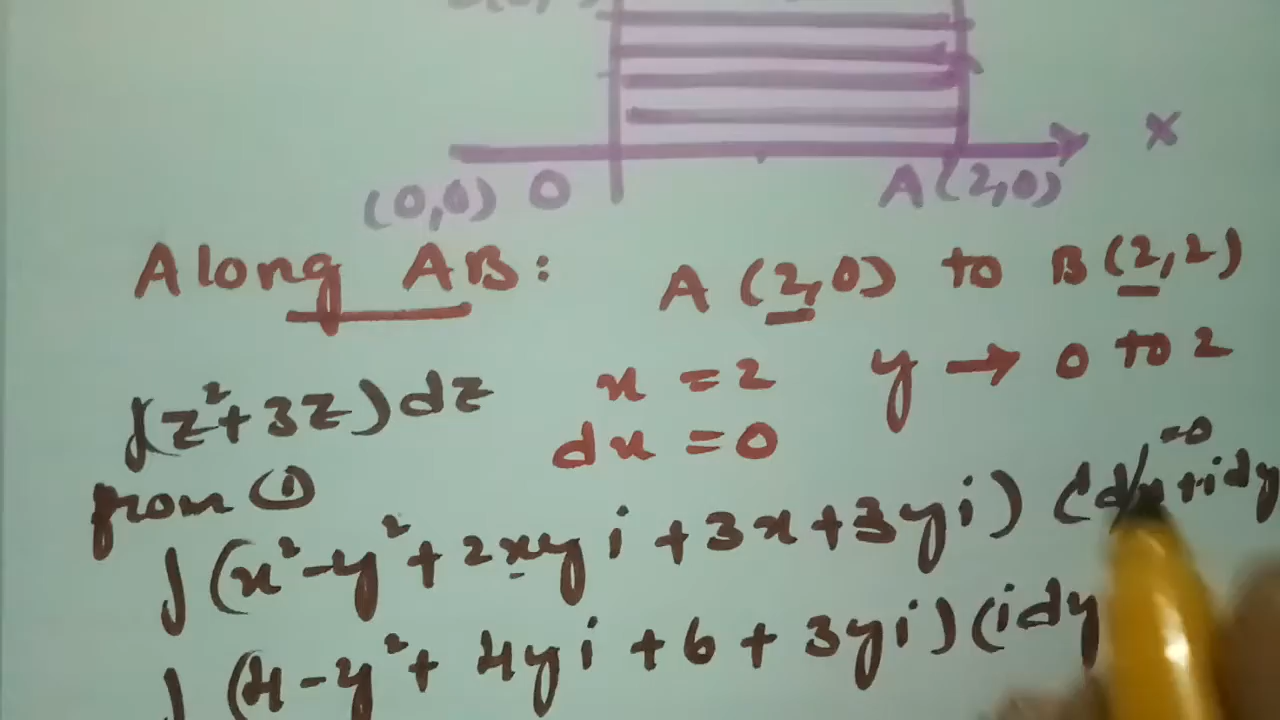 x
(0,0) O A(2,0)
Along AB: A (2,0) to B (2,2)
∫(z²+3z)dz x = 2 y → 0 to 2
dx = 0
from ① =0
∫(x²-y²+2xyi+3x+3yi) (dx+idy
∫(4-y²+4yi+6+3yi)(idy